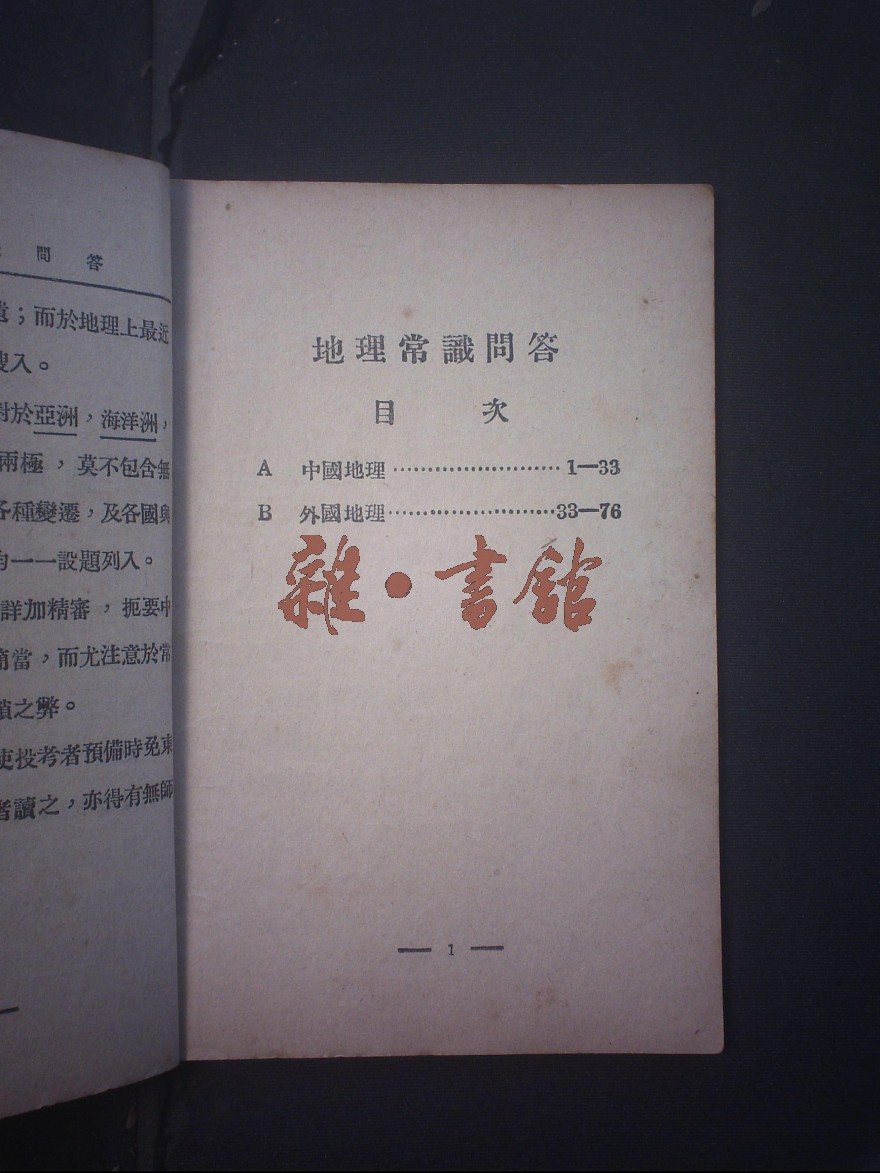 問答
；而於地理上最近
入。
於亞洲，海洋洲，
兩極，莫不包含無
各種變遷，及各國與
一一設題列入。
詳加精審，扼要中
當，而尤注意於常
之弊。
投考者預備時免東
者讀之，亦得有無師
地理常識問答
目次
A 中國地理························1—33
B 外國地理························33—76
雜·書館
— 1 —